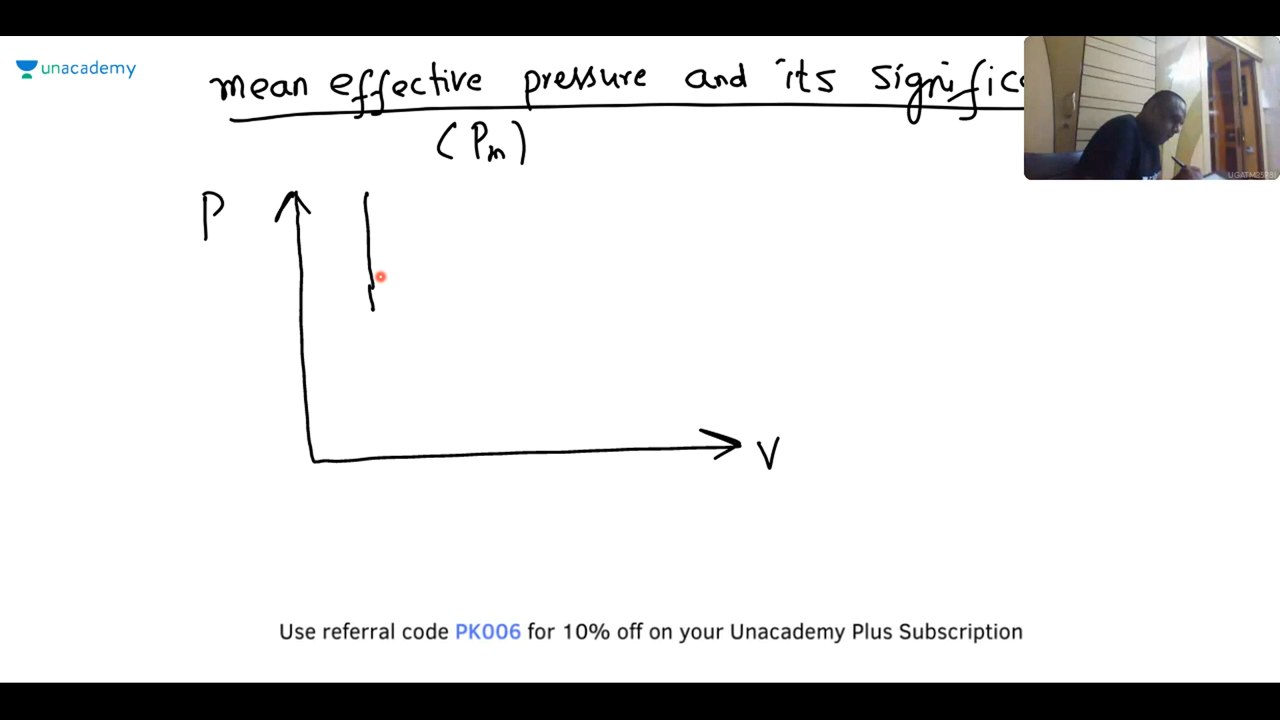 unacademy
mean effective pressure and its signific
(Pm)
P
V
Use referral code PK006 for 10% off on your Unacademy Plus Subscription